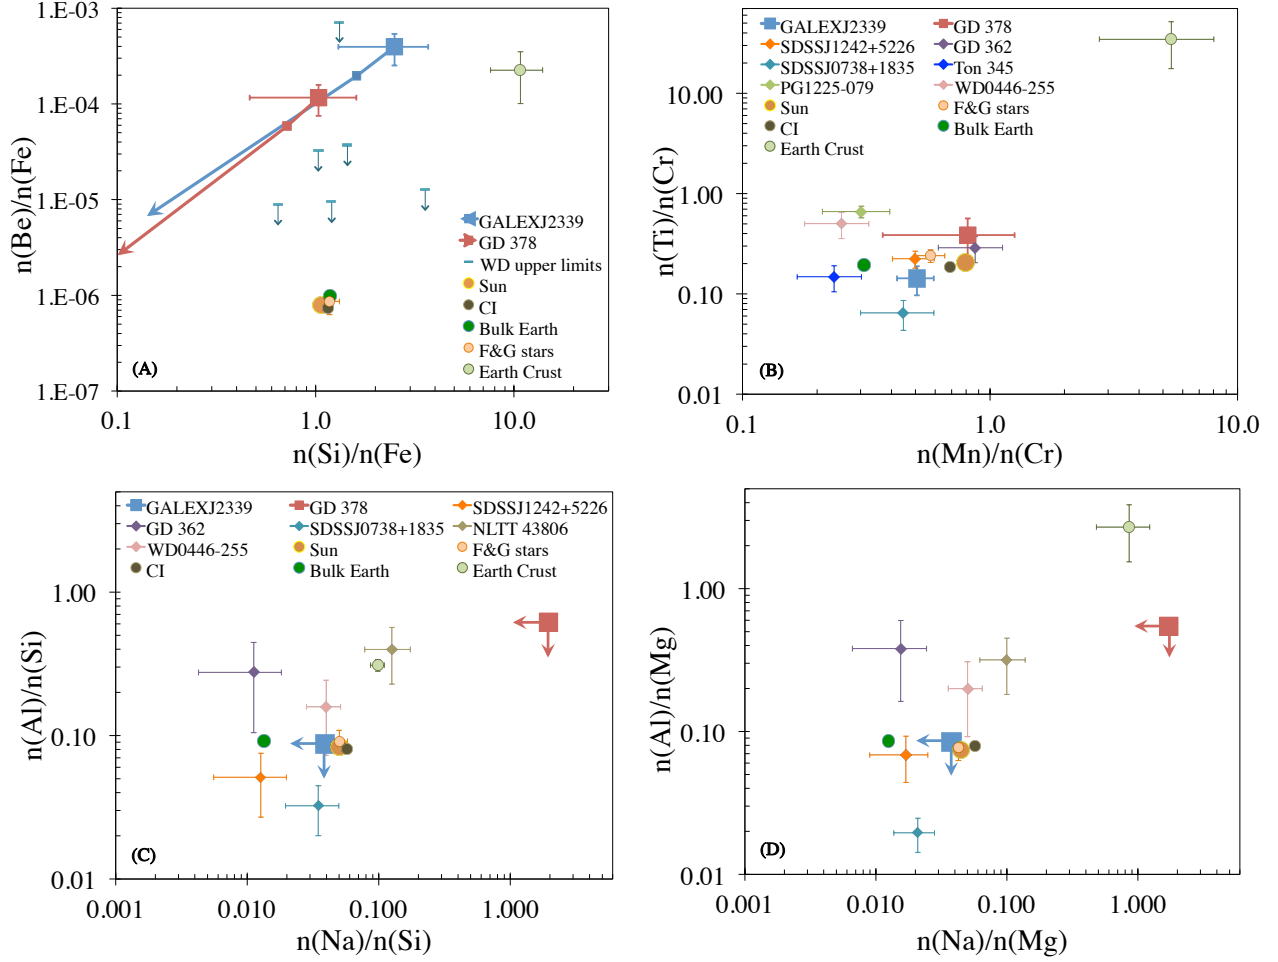 1.E-03
1.E-04
1.E-05
1.E-06
1.E-07
n(Be)/n(Fe)
GALEXJ2339
GD 378
WD upper limits
Sun
CI
Bulk Earth
F&G stars
Earth Crust
(A)
0.1 1.0 10.0
n(Si)/n(Fe)
10.00
1.00
0.10
0.01
n(Ti)/n(Cr)
GALEXJ2339 GD 378
SDSSJ1242+5226 GD 362
SDSSJ0738+1835 Ton 345
PG1225-079 WD0446-255
Sun F&G stars
CI Bulk Earth
Earth Crust
(B)
0.1 1.0 10.0
n(Mn)/n(Cr)
1.00
0.10
0.01
n(Al)/n(Si)
GALEXJ2339 GD 378 SDSSJ1242+5226
GD 362 SDSSJ0738+1835 NLTT 43806
WD0446-255 Sun F&G stars
CI Bulk Earth Earth Crust
(C)
0.001 0.010 0.100 1.000
n(Na)/n(Si)
1.00
0.10
0.01
n(Al)/n(Mg)
(D)
0.001 0.010 0.100 1.000
n(Na)/n(Mg)